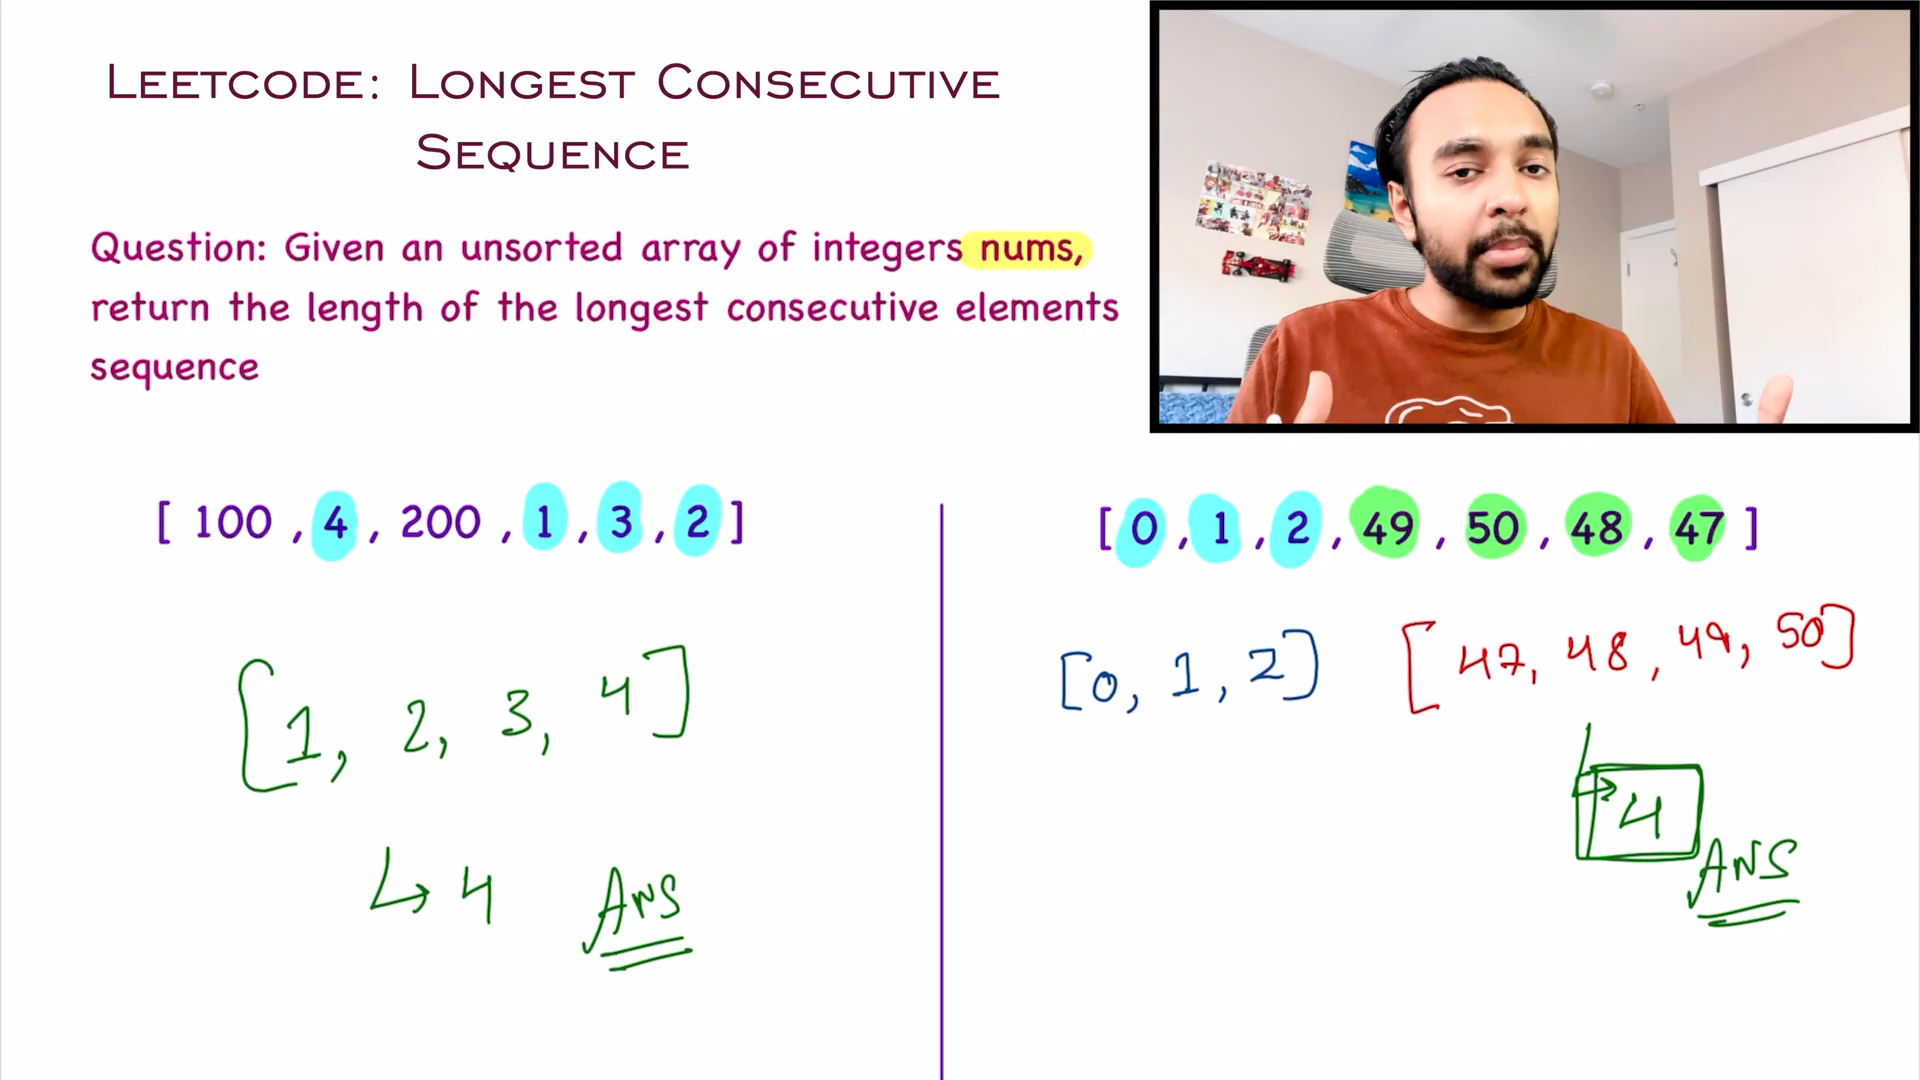 LEETCODE: LONGEST CONSECUTIVE
SEQUENCE
Question: Given an unsorted array of integers nums,
return the length of the longest consecutive elements
sequence
[ 100 , 4 , 200 , 1 , 3 , 2 ]
[1, 2, 3, 4]
↳ 4 Ans
[ 0 , 1 , 2 , 49 , 50 , 48 , 47 ]
[0, 1, 2] [47, 48, 49, 50]
↳ 4
ANS